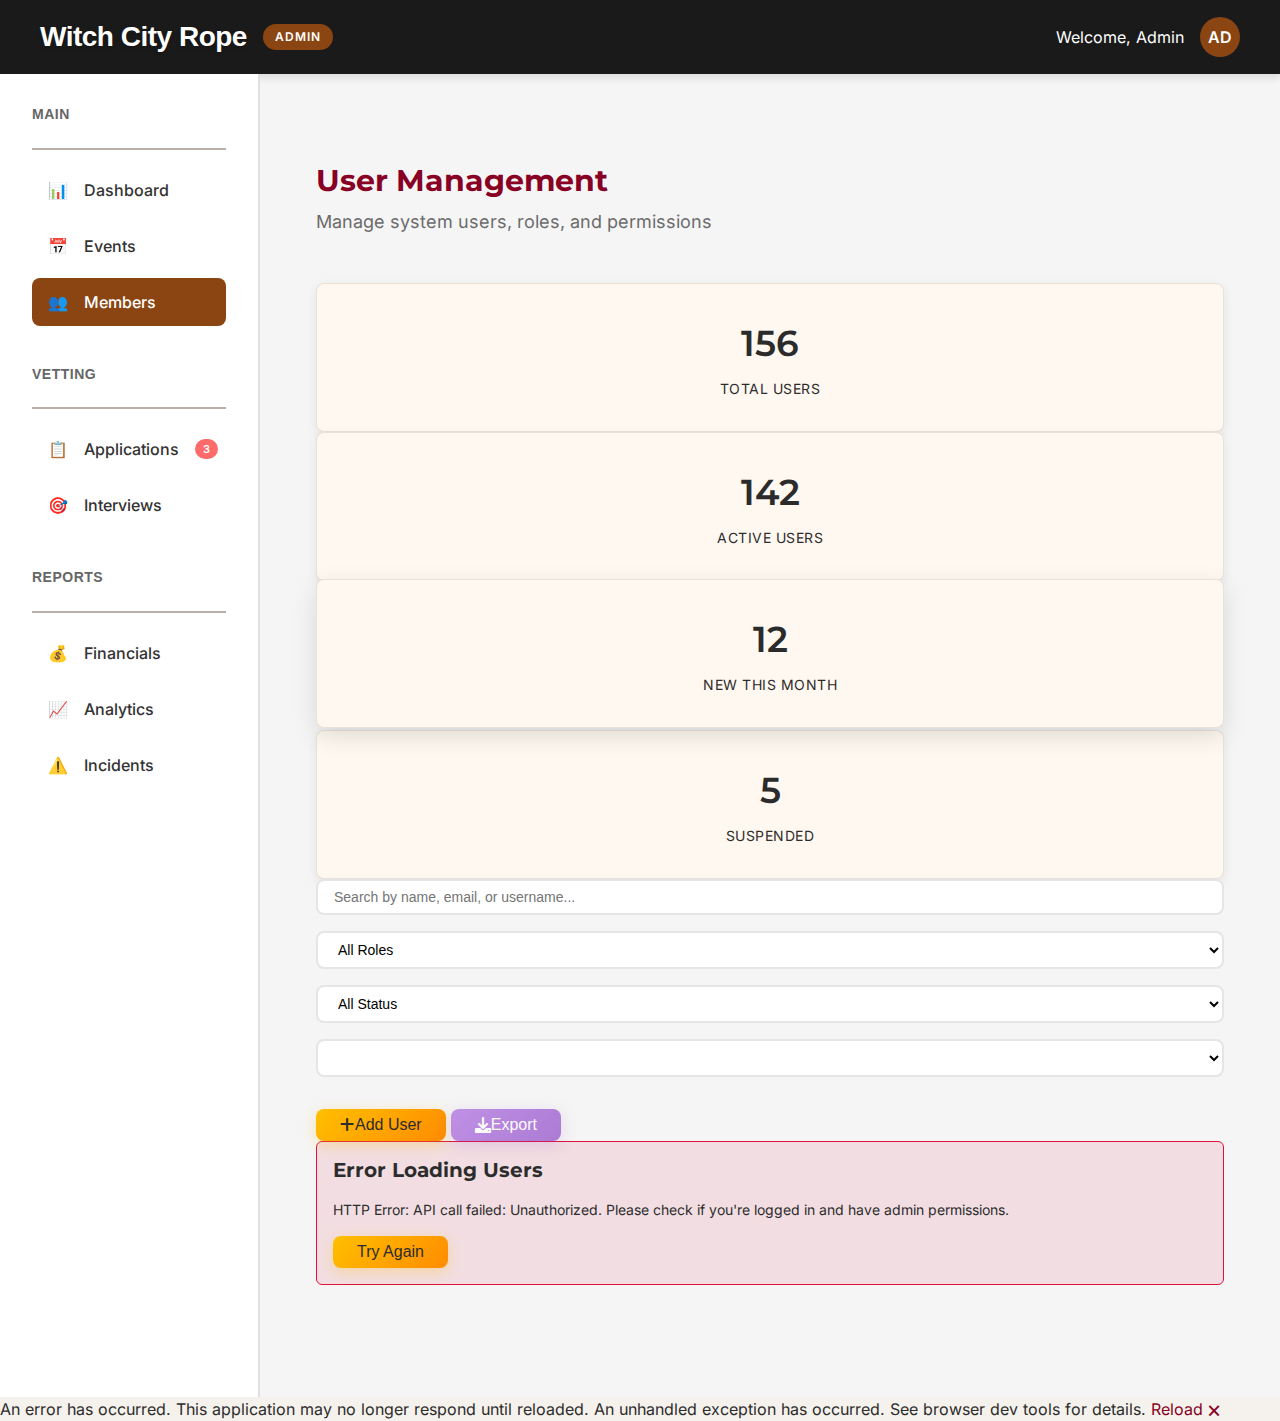 Witch City Rope ADMIN Welcome, Admin AD
MAIN
Dashboard
Events
Members
VETTING
Applications 3
Interviews
REPORTS
Financials
Analytics
Incidents
User Management
Manage system users, roles, and permissions
156
TOTAL USERS
142
ACTIVE USERS
12
NEW THIS MONTH
5
SUSPENDED
Search by name, email, or username...
All Roles
All Status
Add User Export
Error Loading Users
HTTP Error: API call failed: Unauthorized. Please check if you're logged in and have admin permissions.
Try Again
An error has occurred. This application may no longer respond until reloaded. An unhandled exception has occurred. See browser dev tools for details. Reload ✕